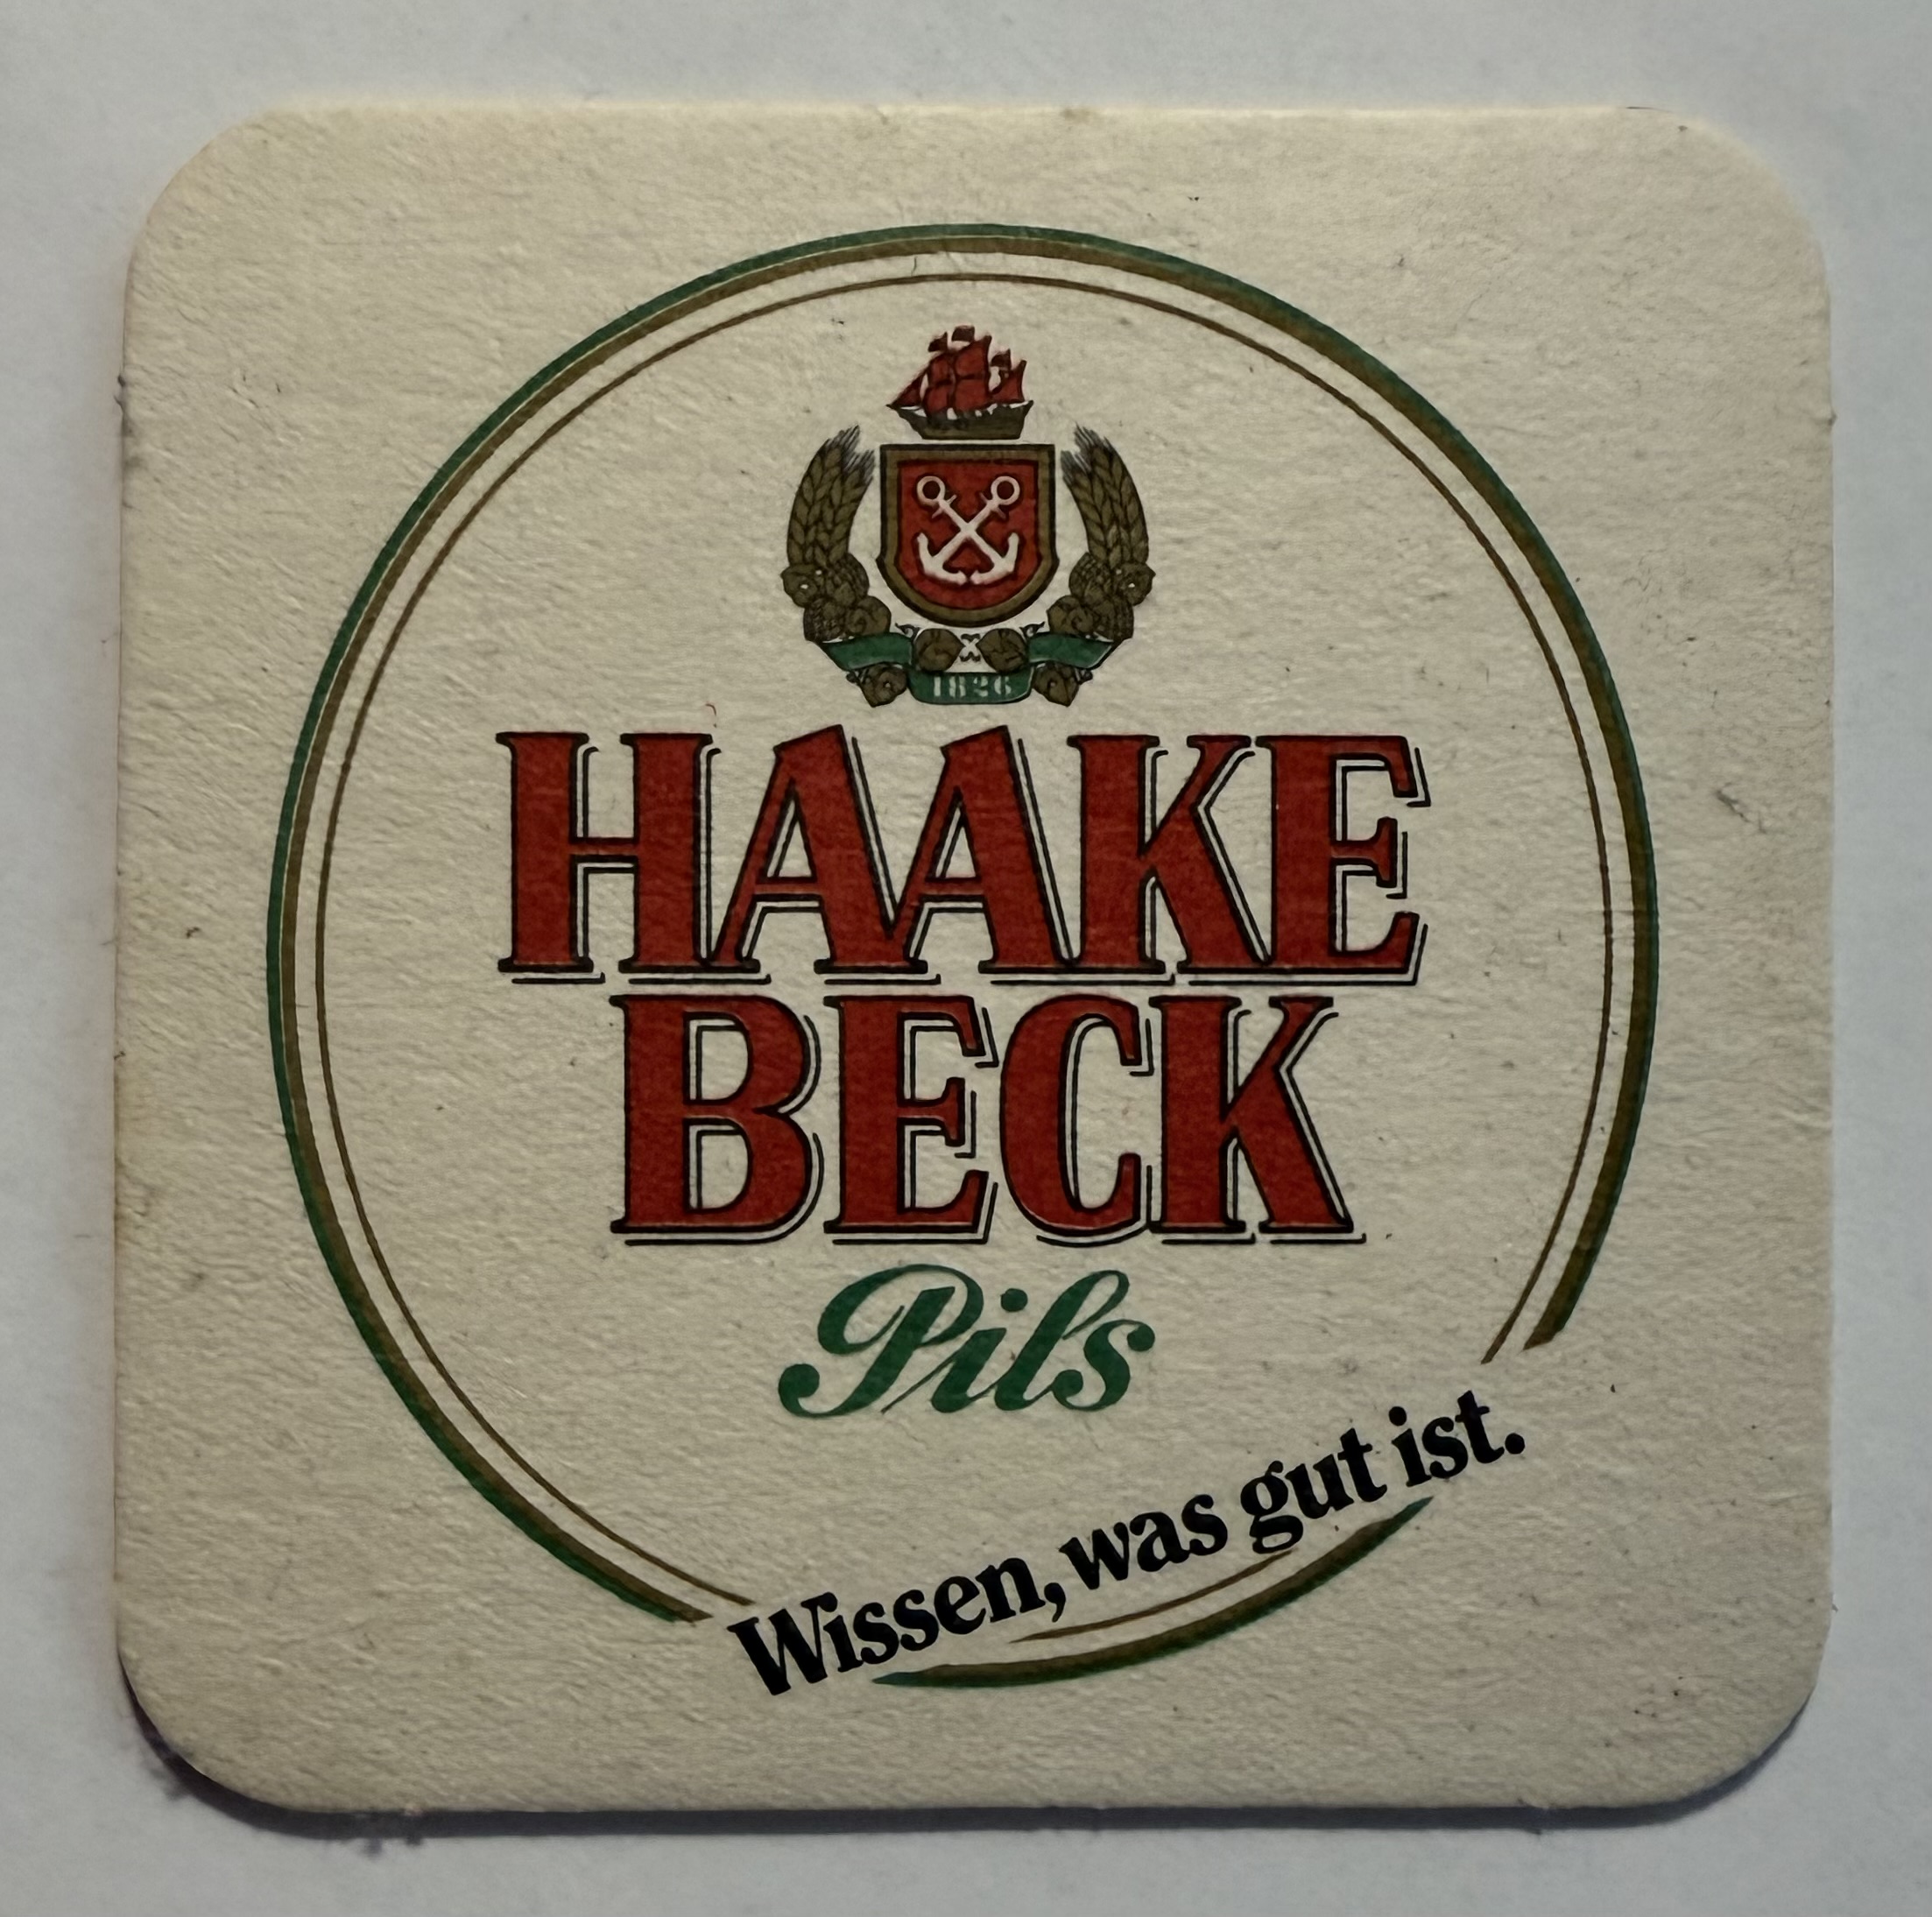 1826
HAAKE
BECK
Pils
Wissen, was gut ist.